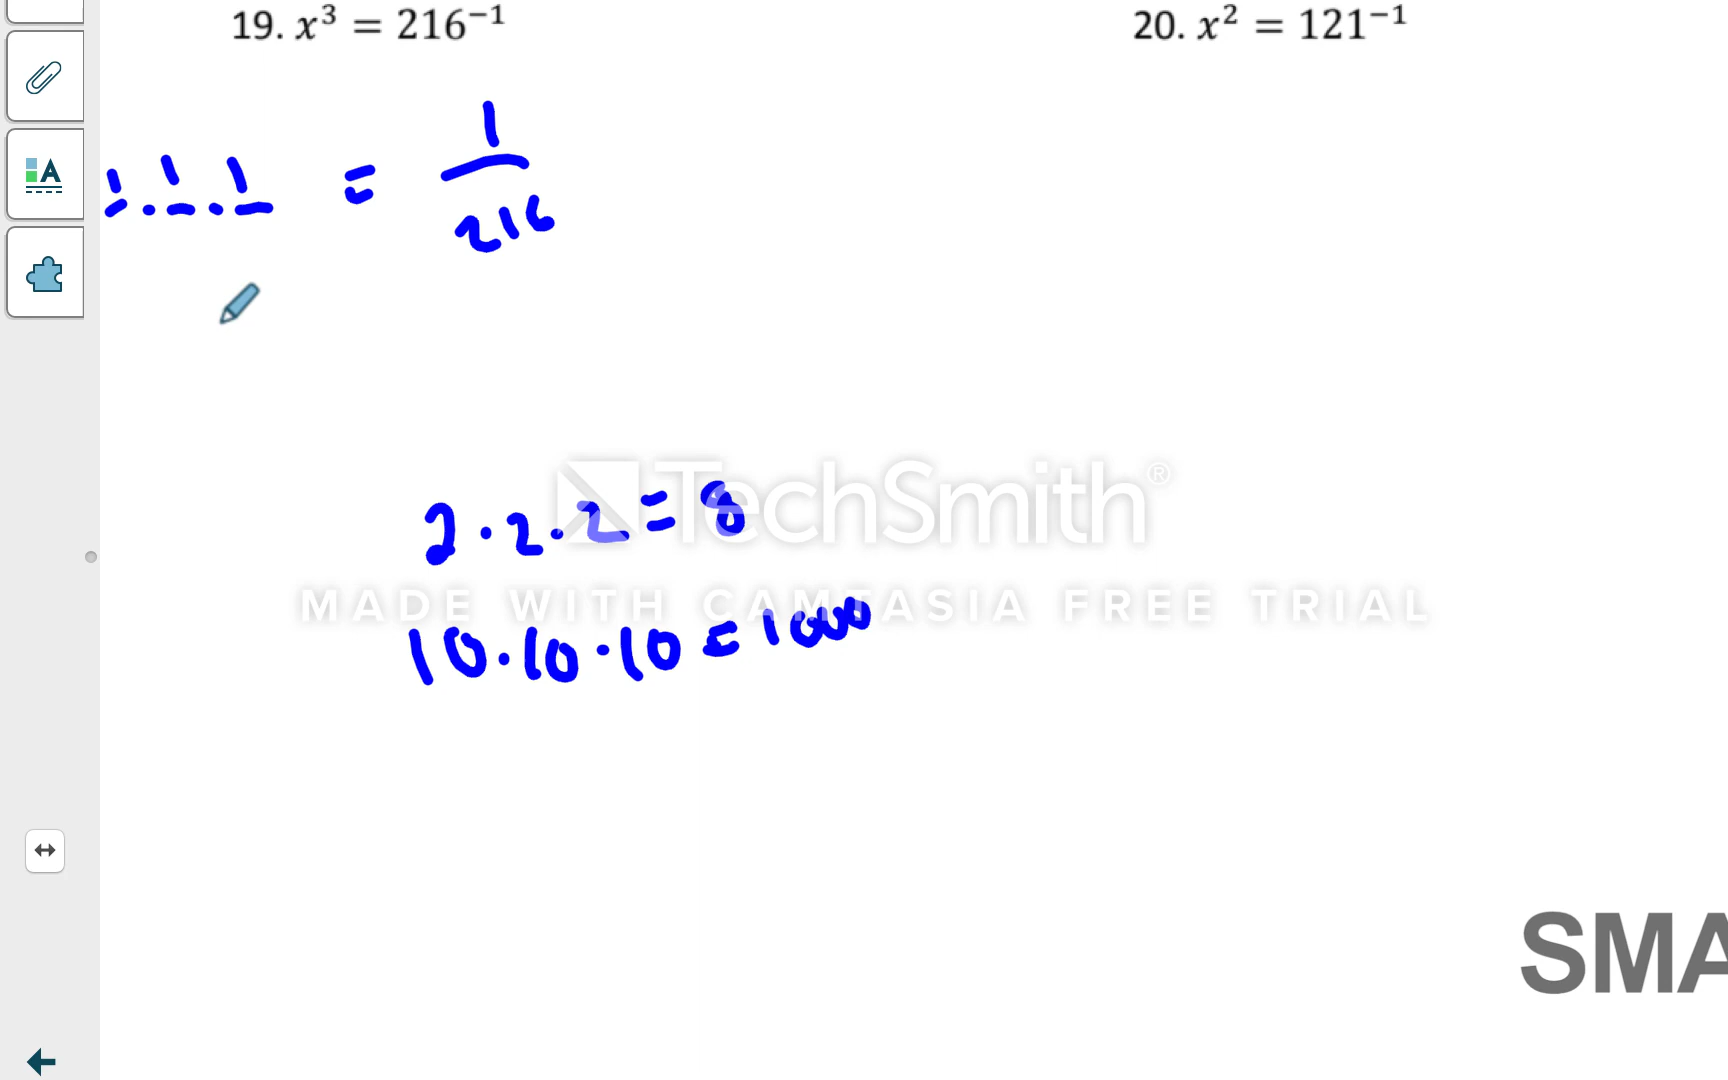 19. x³ = 216⁻¹
20. x² = 121⁻¹
1/ . 1/ . 1/ = 1/216
2 · 2 · 2 = 8
10 · 10 · 10 = 1000
TechSmith®
MADE WITH CAMTASIA FREE TRIAL
A
SMA